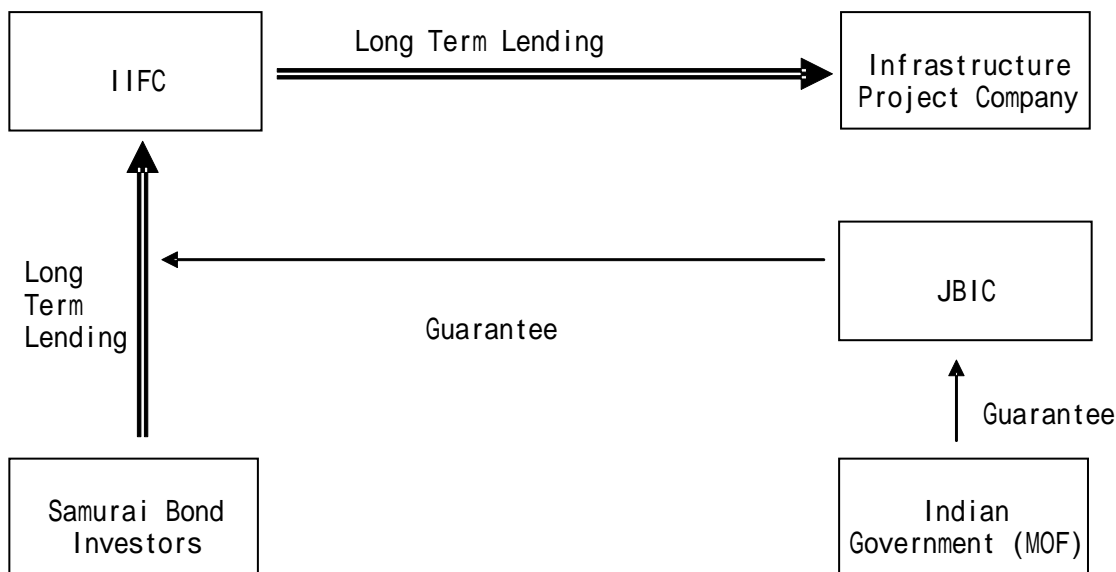 Long Term Lending
IIFC
Infrastructure
Project Company
Long
Term
Lending
JBIC
Guarantee
Guarantee
Samurai Bond
Investors
Indian
Government (MOF)